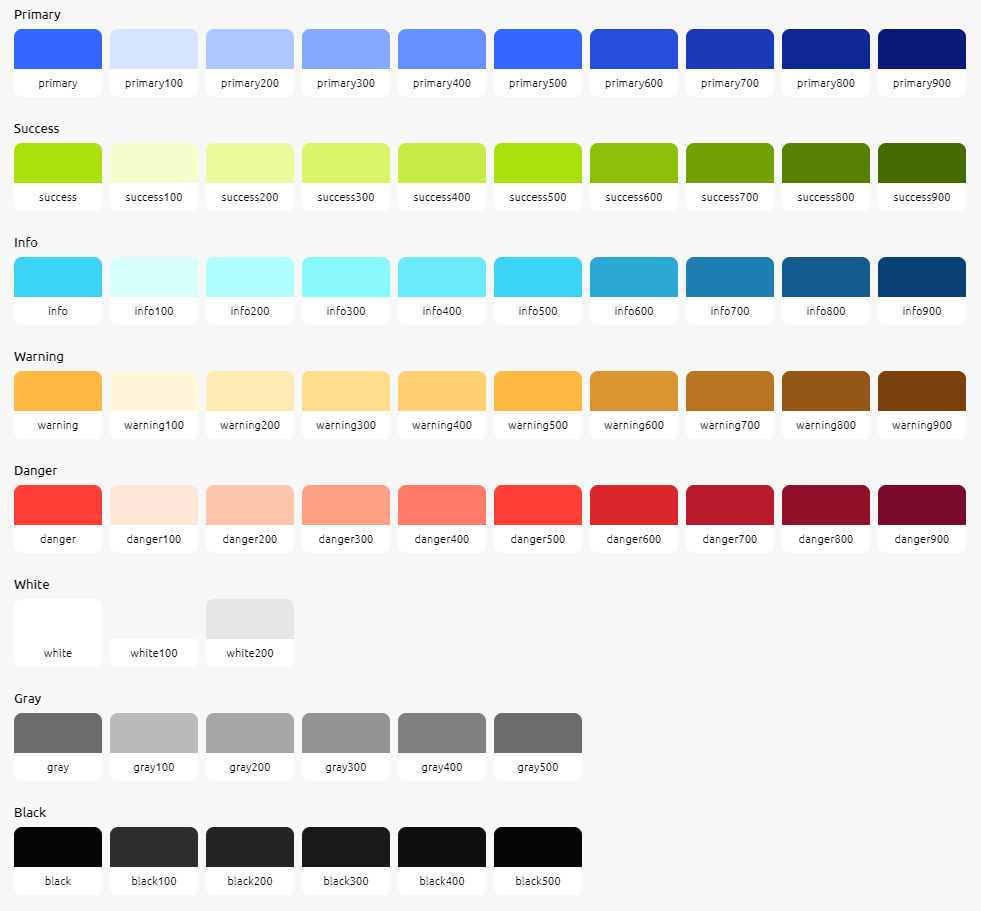 Primary
primary primary100 primary200 primary300 primary400 primary500 primary600 primary700 primary800 primary900
Success
success success100 success200 success300 success400 success500 success600 success700 success800 success900
Info
info info100 info200 info300 info400 info500 info600 info700 info800 info900
Warning
warning warning100 warning200 warning300 warning400 warning500 warning600 warning700 warning800 warning900
Danger
danger danger100 danger200 danger300 danger400 danger500 danger600 danger700 danger800 danger900
White
white white100 white200
Gray
gray gray100 gray200 gray300 gray400 gray500
Black
black black100 black200 black300 black400 black500